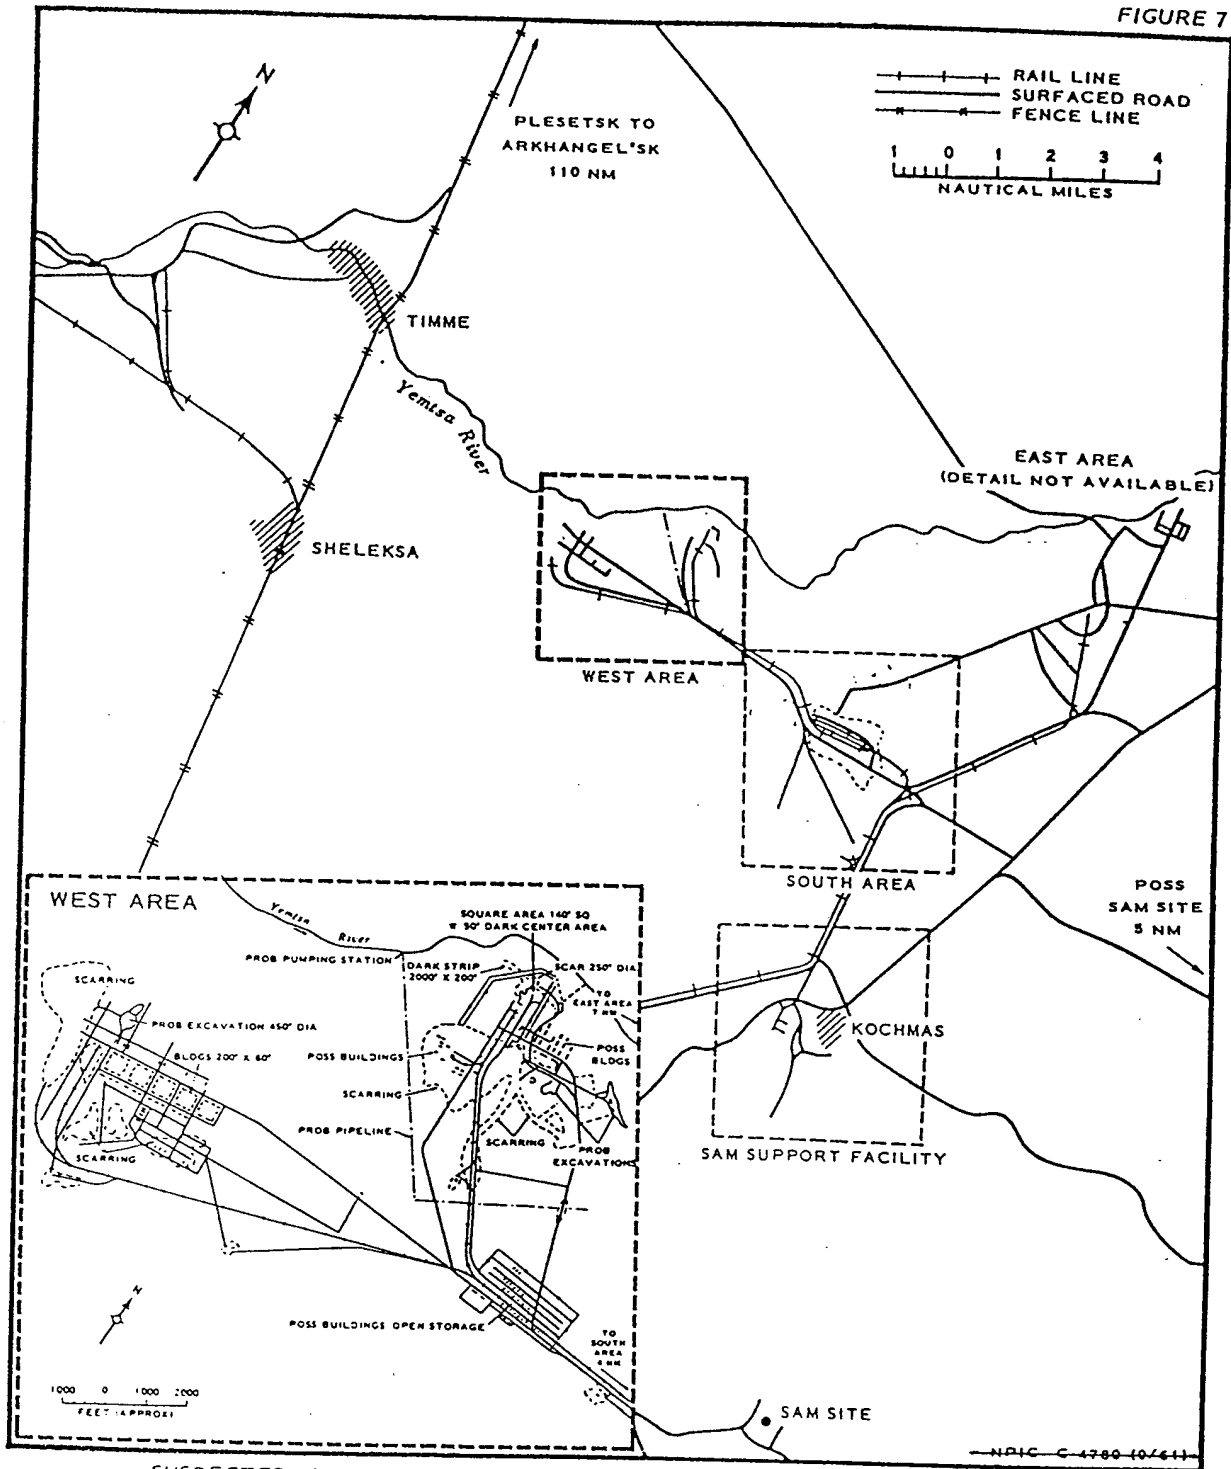 FIGURE 7
N
RAIL LINE
SURFACED ROAD
FENCE LINE
1 0 1 2 3 4
NAUTICAL MILES
PLESETSK TO
ARKHANGEL'SK
110 NM
TIMME
Yemtsa River
SHELEKSA
EAST AREA
(DETAIL NOT AVAILABLE)
WEST AREA
SOUTH AREA
POSS
SAM SITE
5 NM
KOCHMAS
SAM SUPPORT FACILITY
SAM SITE
NPIC G-4780 (9/61)
WEST AREA
Yemtsa
River
SQUARE AREA 140' SQ
W 50' DARK CENTER AREA
PROB PUMPING STATION
DARK STRIP
2000' X 200'
SCAR 250' DIA
TO
EAST AREA
7 NM
SCARRING
PROB EXCAVATION 450' DIA
BLDGS 200' X 60'
POSS BUILDINGS
POSS
BLDGS
SCARRING
PROB PIPELINE
SCARRING
SCARRING
PROB
EXCAVATIONS
POSS BUILDINGS OPEN STORAGE
TO
SOUTH
AREA
4 NM
N
1000 0 1000 2000
FEET (APPROX)